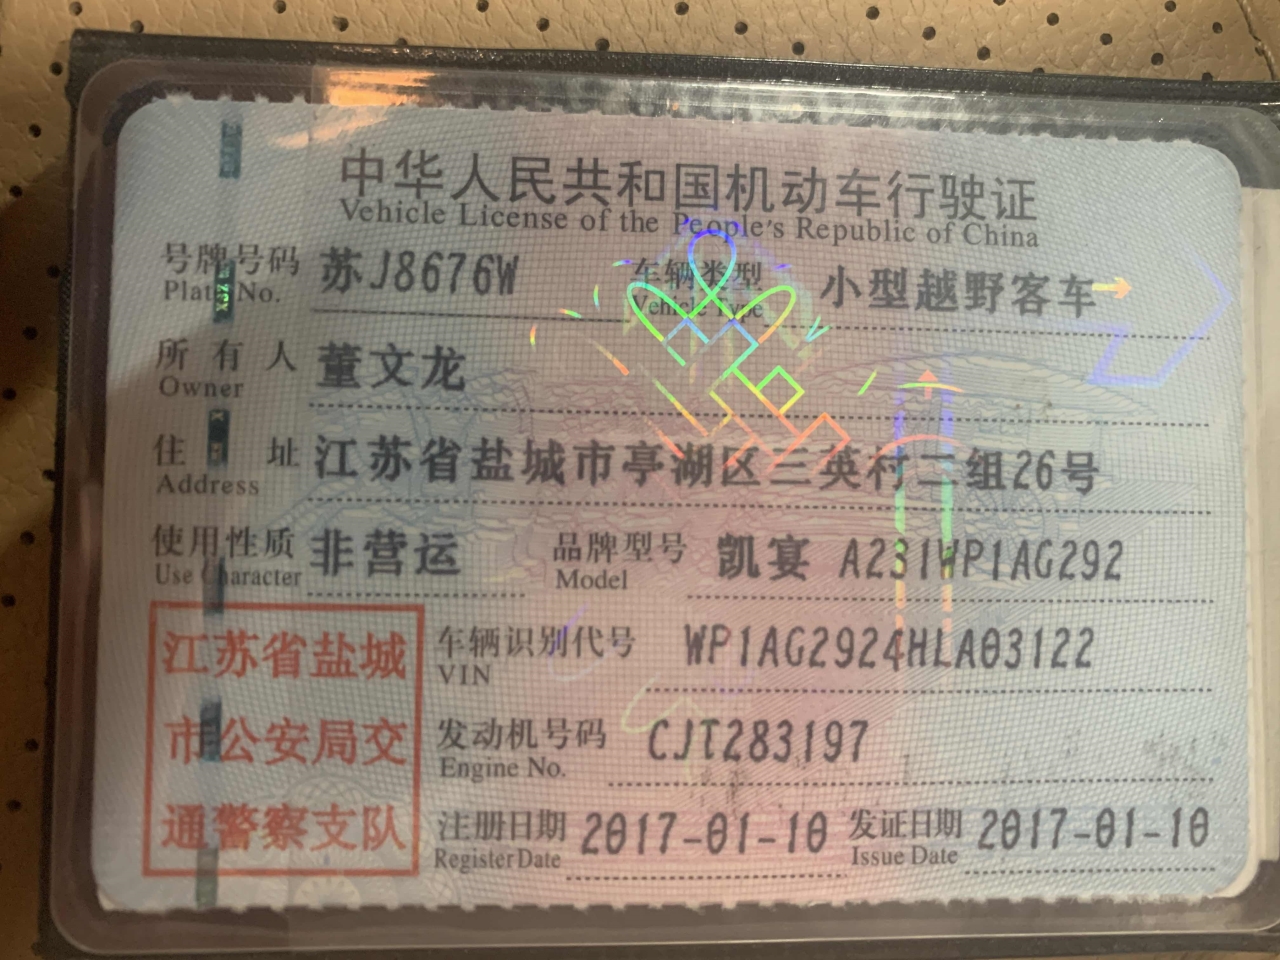 中华人民共和国机动车行驶证
Vehicle License of the People's Republic of China
号牌号码 苏J8676W 车辆类型 小型越野客车
Plate No. Vehicle Type
所有人 董文龙
Owner
住址 江苏省盐城市亭湖区三英村二组26号
Address
使用性质 非营运 品牌型号 凯宴 A231WP1AG292
Use Character Model
江苏省盐城
市公安局交
通警察支队
车辆识别代号 WP1AG2924HLA03122
VIN
发动机号码 CJT283197
Engine No.
注册日期 2017-01-10 发证日期 2017-01-10
Register Date Issue Date